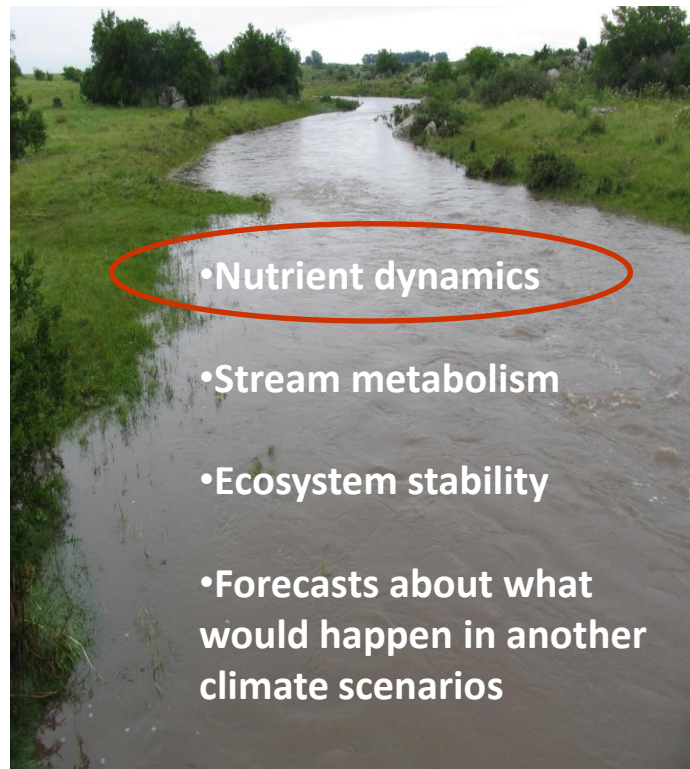 •Nutrient dynamics
•Stream metabolism
•Ecosystem stability
•Forecasts about what
would happen in another
climate scenarios